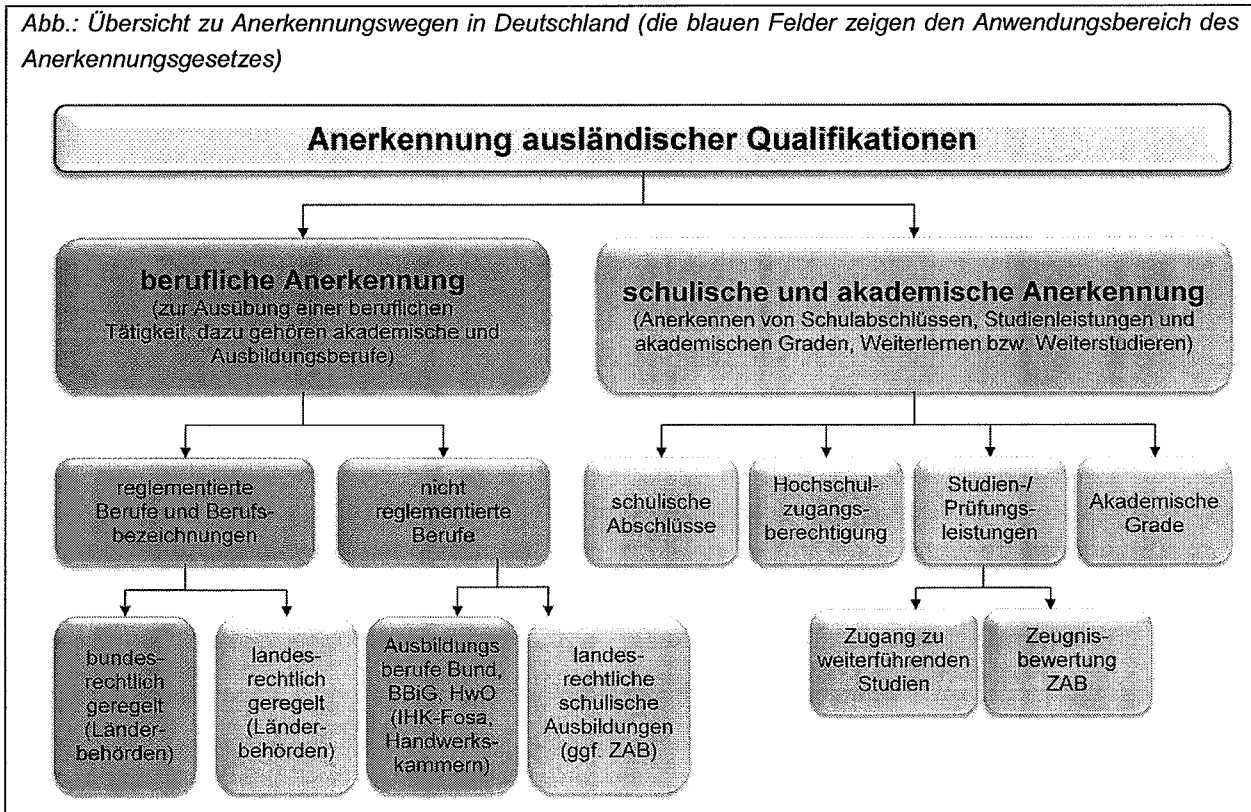 Abb.: Übersicht zu Anerkennungswegen in Deutschland (die blauen Felder zeigen den Anwendungsbereich des
Anerkennungsgesetzes)
Anerkennung ausländischer Qualifikationen
berufliche Anerkennung
(zur Ausübung einer beruflichen
Tätigkeit, dazu gehören akademische und
Ausbildungsberufe)
schulische und akademische Anerkennung
(Anerkennen von Schulabschlüssen, Studienleistungen und
akademischen Graden, Weiterlernen bzw. Weiterstudieren)
reglementierte
Berufe und Berufs-
bezeichnungen
nicht
reglementierte
Berufe
schulische
Abschlüsse
Hochschul-
zugangs-
berechtigung
Studien-/
Prüfungs-
leistungen
Akademische
Grade
bundes-
rechtlich
geregelt
(Länder-
behörden)
landes-
rechtlich
geregelt
(Länder-
behörden)
Ausbildungs
berufe Bund,
BBiG, HwO
(IHK-Fosa,
Handwerks-
kammern)
landes-
rechtliche
schulische
Ausbildungen
(ggf. ZAB)
Zugang zu
weiterführenden
Studien
Zeugnis-
bewertung
ZAB